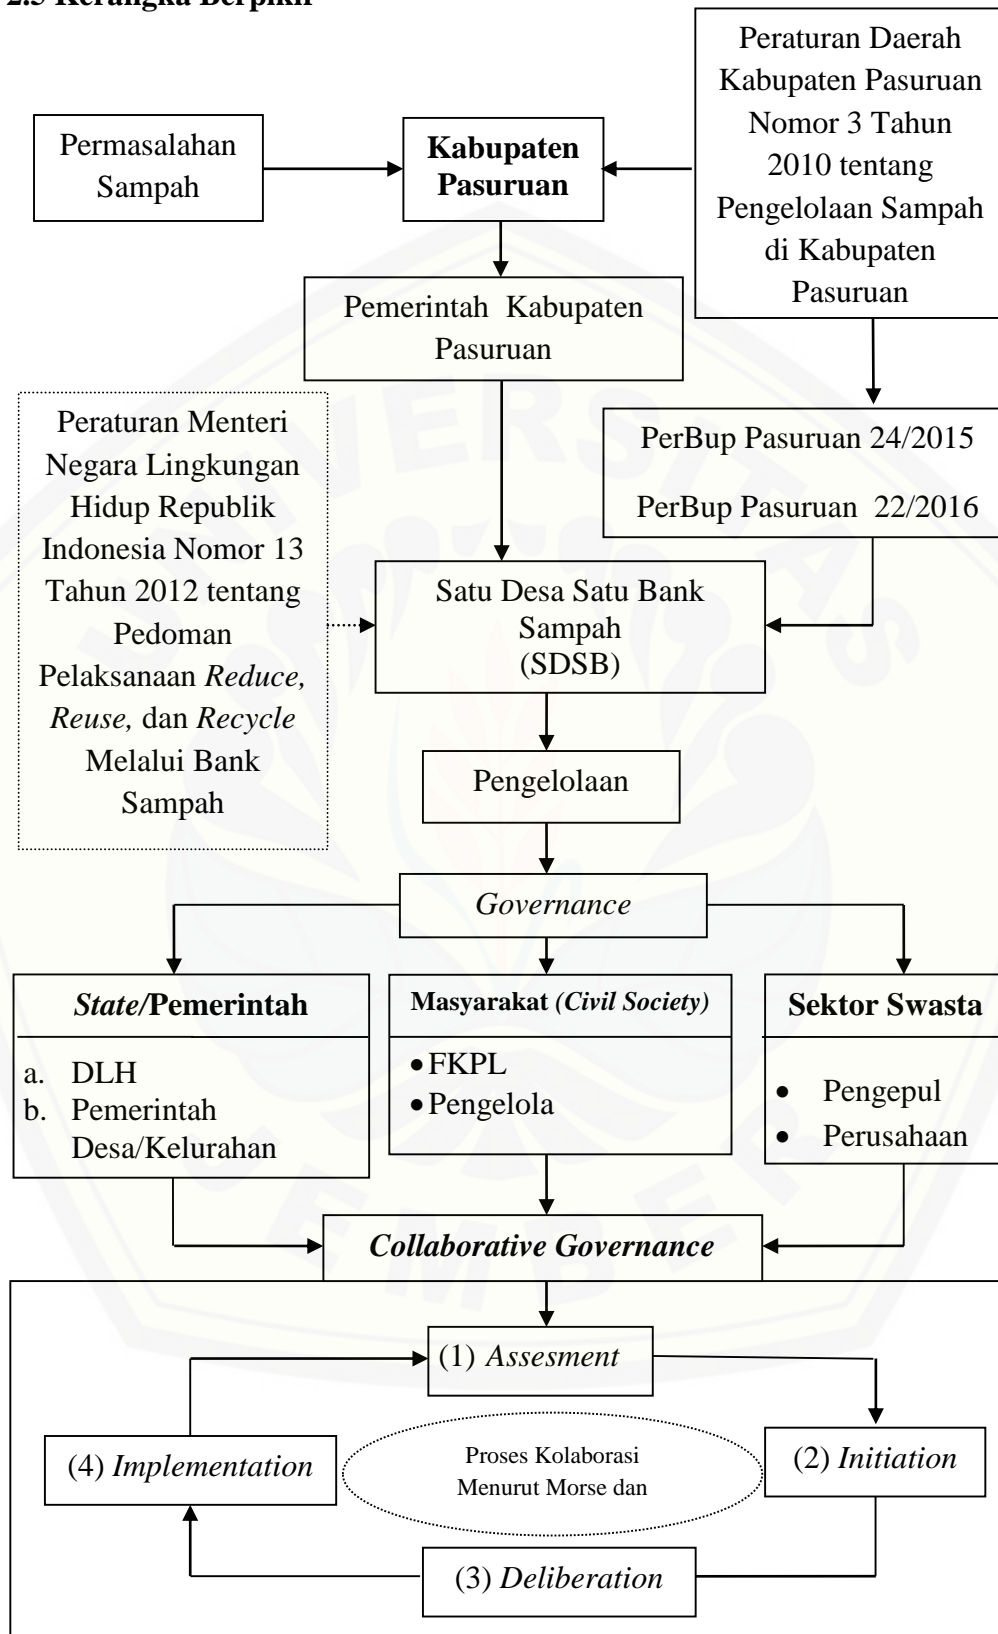 2.5 Kerangka Berpikir
Peraturan Daerah
Kabupaten Pasuruan
Nomor 3 Tahun
2010 tentang
Pengelolaan Sampah
di Kabupaten
Pasuruan
Permasalahan
Sampah
Kabupaten
Pasuruan
Pemerintah Kabupaten
Pasuruan
Peraturan Menteri
Negara Lingkungan
Hidup Republik
Indonesia Nomor 13
Tahun 2012 tentang
Pedoman
Pelaksanaan Reduce,
Reuse, dan Recycle
Melalui Bank
Sampah
PerBup Pasuruan 24/2015
PerBup Pasuruan 22/2016
Satu Desa Satu Bank
Sampah
(SDSB)
Pengelolaan
Governance
State/Pemerintah
a. DLH
b. Pemerintah
Desa/Kelurahan
Masyarakat (Civil Society)
• FKPL
• Pengelola
Sektor Swasta
• Pengepul
• Perusahaan
Collaborative Governance
(1) Assesment
(2) Initiation
(3) Deliberation
(4) Implementation
Proses Kolaborasi
Menurut Morse dan
UNIVERSITAS
JEMBER